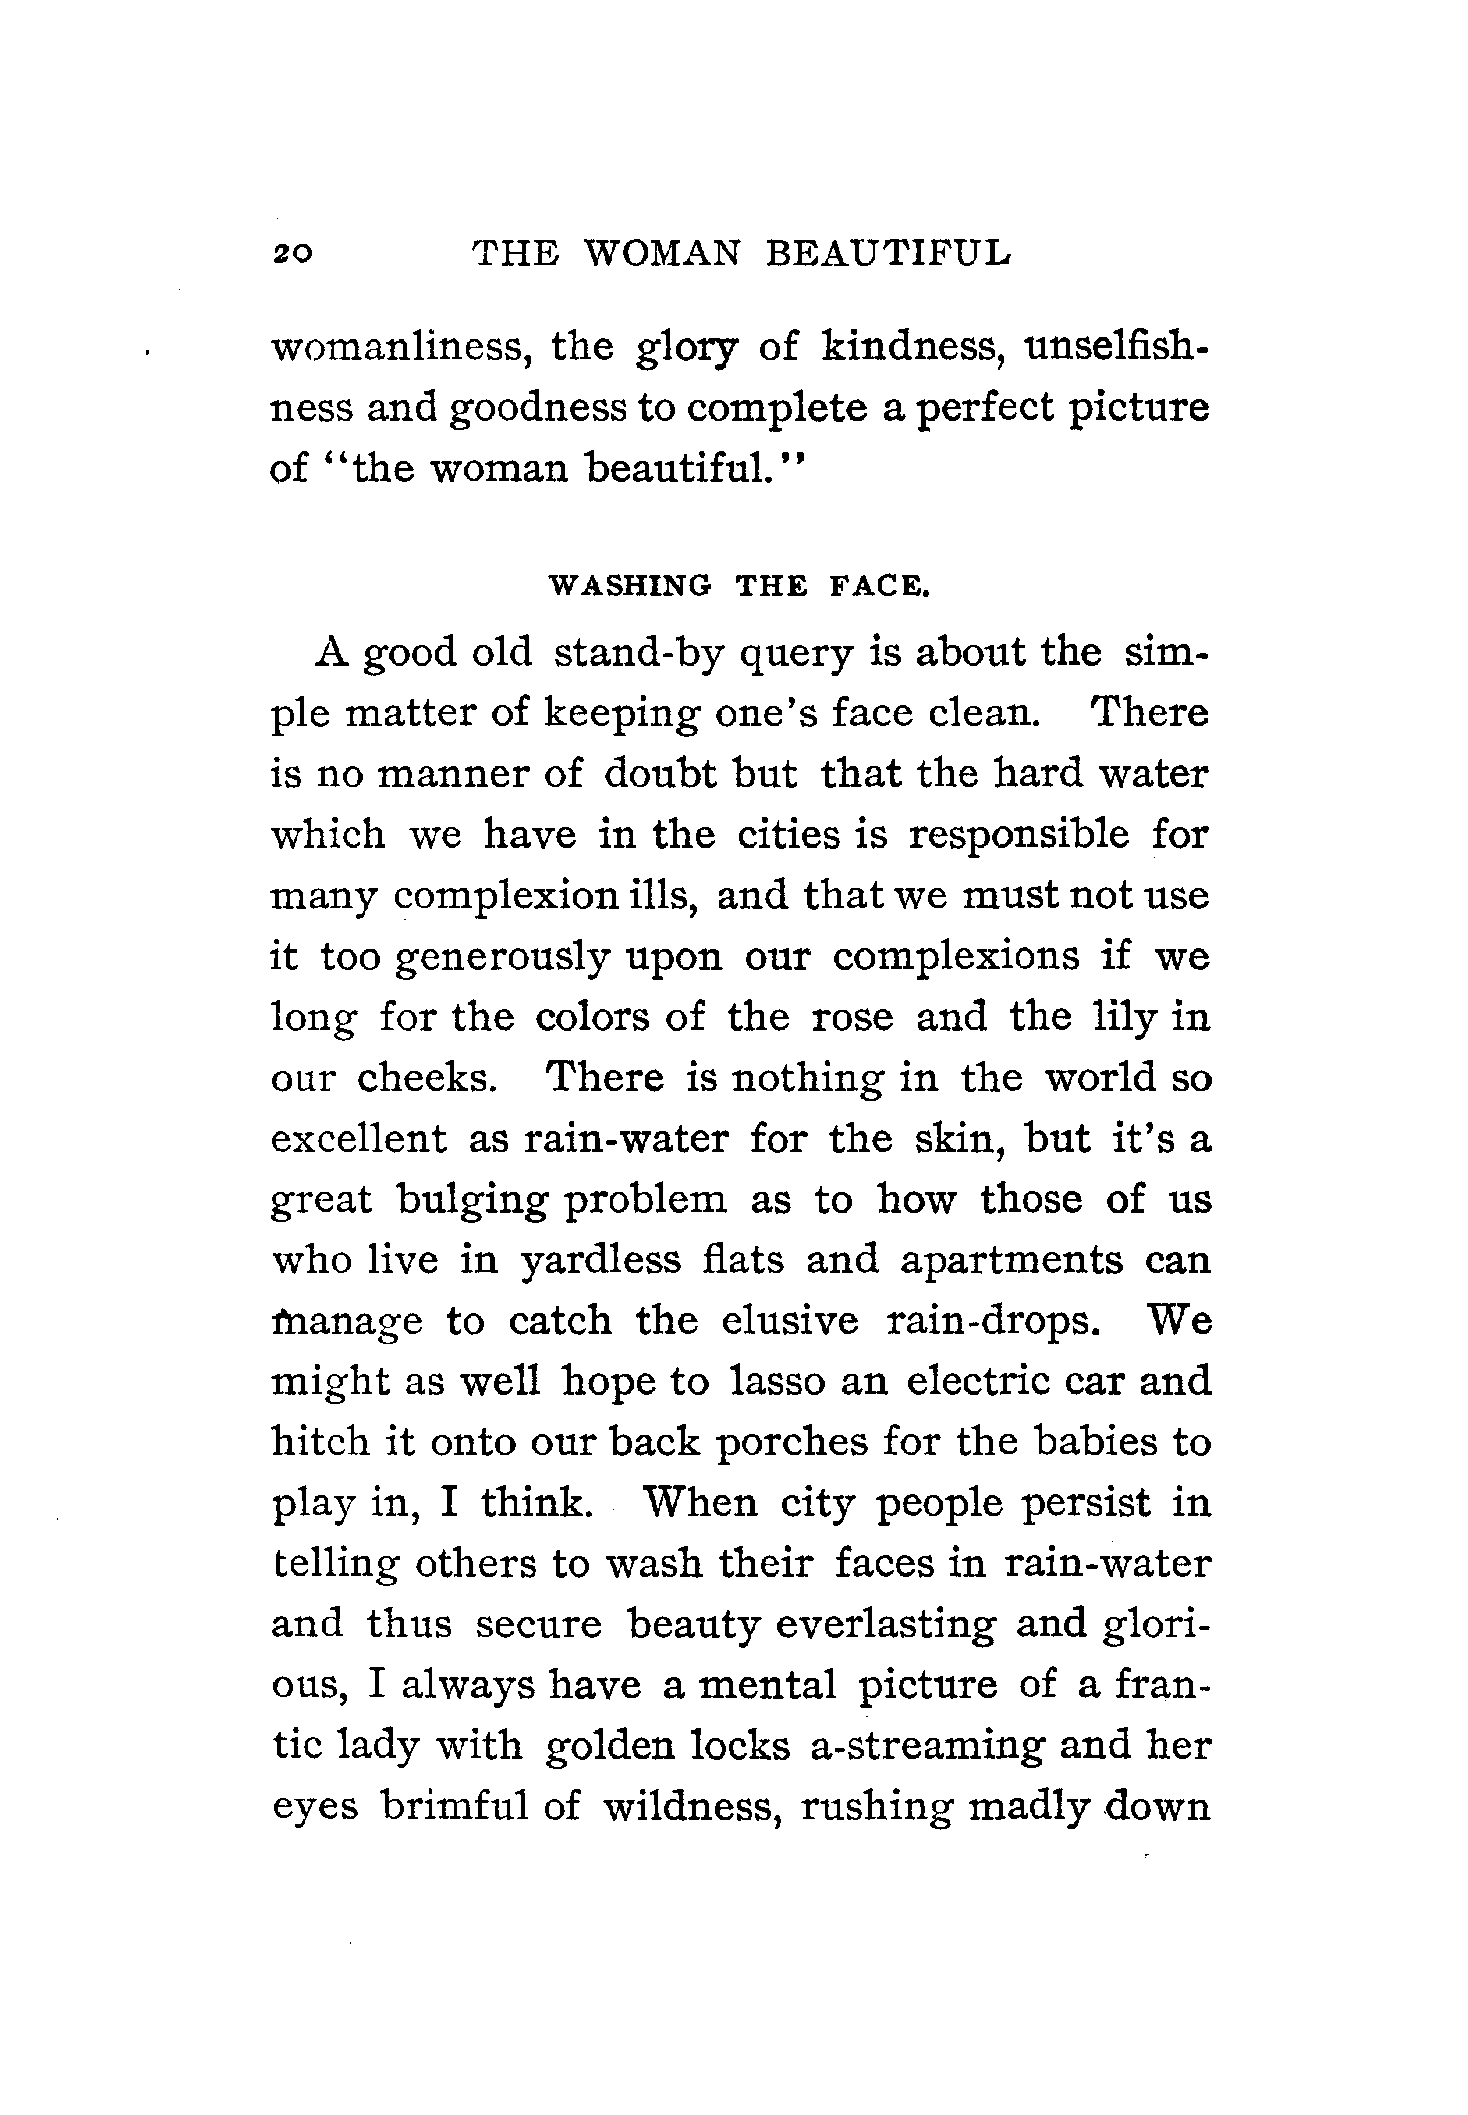 20 THE WOMAN BEAUTIFUL
womanliness, the glory of kindness, unselfish-
ness and goodness to complete a perfect picture
of "the woman beautiful."
WASHING THE FACE.
A good old stand-by query is about the sim-
ple matter of keeping one's face clean. There
is no manner of doubt but that the hard water
which we have in the cities is responsible for
many complexion ills, and that we must not use
it too generously upon our complexions if we
long for the colors of the rose and the lily in
our cheeks. There is nothing in the world so
excellent as rain-water for the skin, but it's a
great bulging problem as to how those of us
who live in yardless flats and apartments can
manage to catch the elusive rain-drops. We
might as well hope to lasso an electric car and
hitch it onto our back porches for the babies to
play in, I think. When city people persist in
telling others to wash their faces in rain-water
and thus secure beauty everlasting and glori-
ous, I always have a mental picture of a fran-
tic lady with golden locks a-streaming and her
eyes brimful of wildness, rushing madly down